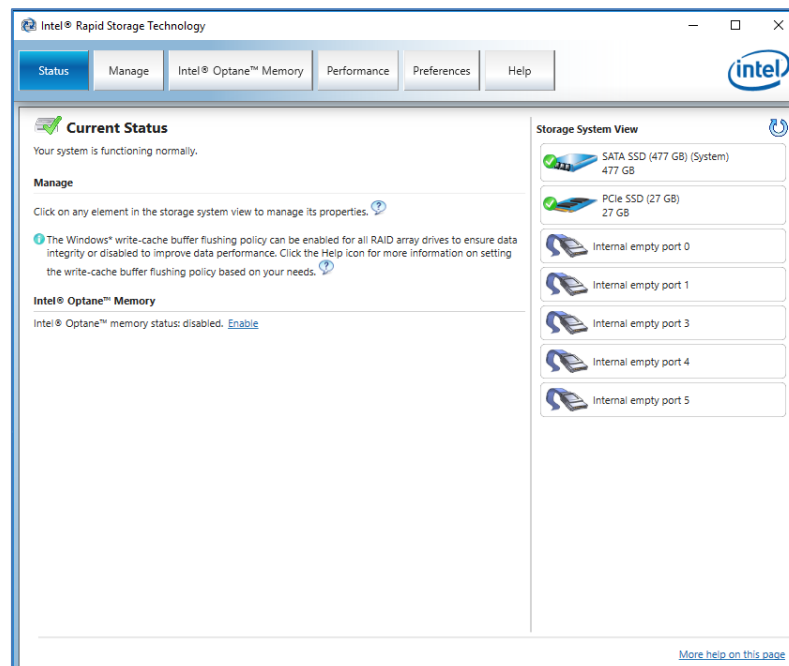 Intel® Rapid Storage Technology
Status
Manage
Intel® Optane™ Memory
Performance
Preferences
Help
intel
Current Status
Your system is functioning normally.
Manage
Click on any element in the storage system view to manage its properties.
The Windows* write-cache buffer flushing policy can be enabled for all RAID array drives to ensure data
integrity or disabled to improve data performance. Click the Help icon for more information on setting
the write-cache buffer flushing policy based on your needs.
Intel® Optane™ Memory
Intel® Optane™ memory status: disabled. Enable
Storage System View
SATA SSD (477 GB) (System)
477 GB
PCIe SSD (27 GB)
27 GB
Internal empty port 0
Internal empty port 1
Internal empty port 3
Internal empty port 4
Internal empty port 5
More help on this page